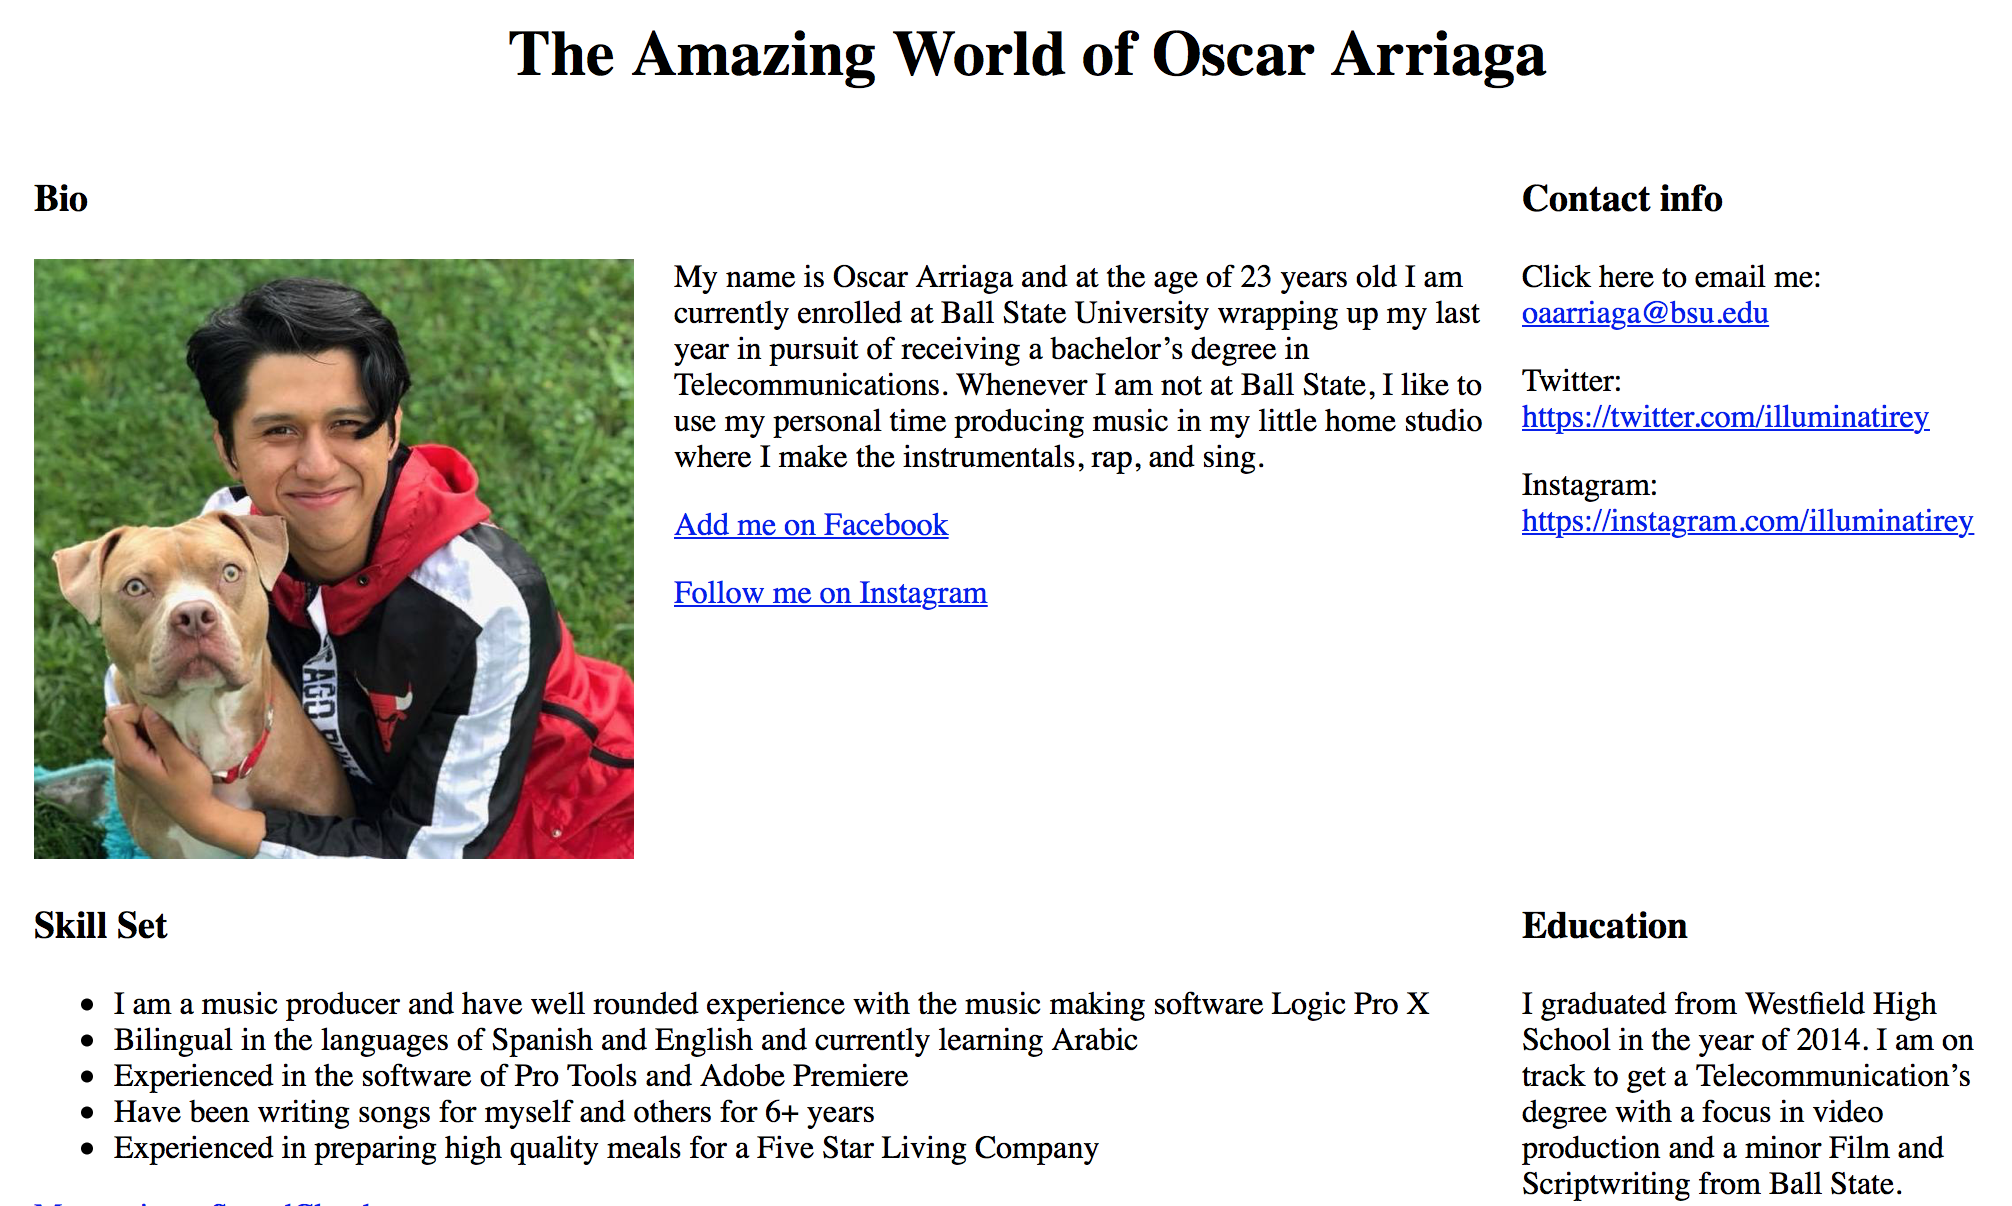 The Amazing World of Oscar Arriaga
Bio
My name is Oscar Arriaga and at the age of 23 years old I am
currently enrolled at Ball State University wrapping up my last
year in pursuit of receiving a bachelor’s degree in
Telecommunications. Whenever I am not at Ball State, I like to
use my personal time producing music in my little home studio
where I make the instrumentals, rap, and sing.
Add me on Facebook
Follow me on Instagram
Contact info
Click here to email me:
oaarriaga@bsu.edu
Twitter:
https://twitter.com/illuminatirey
Instagram:
https://instagram.com/illuminatirey
Skill Set
• I am a music producer and have well rounded experience with the music making software Logic Pro X
• Bilingual in the languages of Spanish and English and currently learning Arabic
• Experienced in the software of Pro Tools and Adobe Premiere
• Have been writing songs for myself and others for 6+ years
• Experienced in preparing high quality meals for a Five Star Living Company
Education
I graduated from Westfield High
School in the year of 2014. I am on
track to get a Telecommunication’s
degree with a focus in video
production and a minor Film and
Scriptwriting from Ball State.